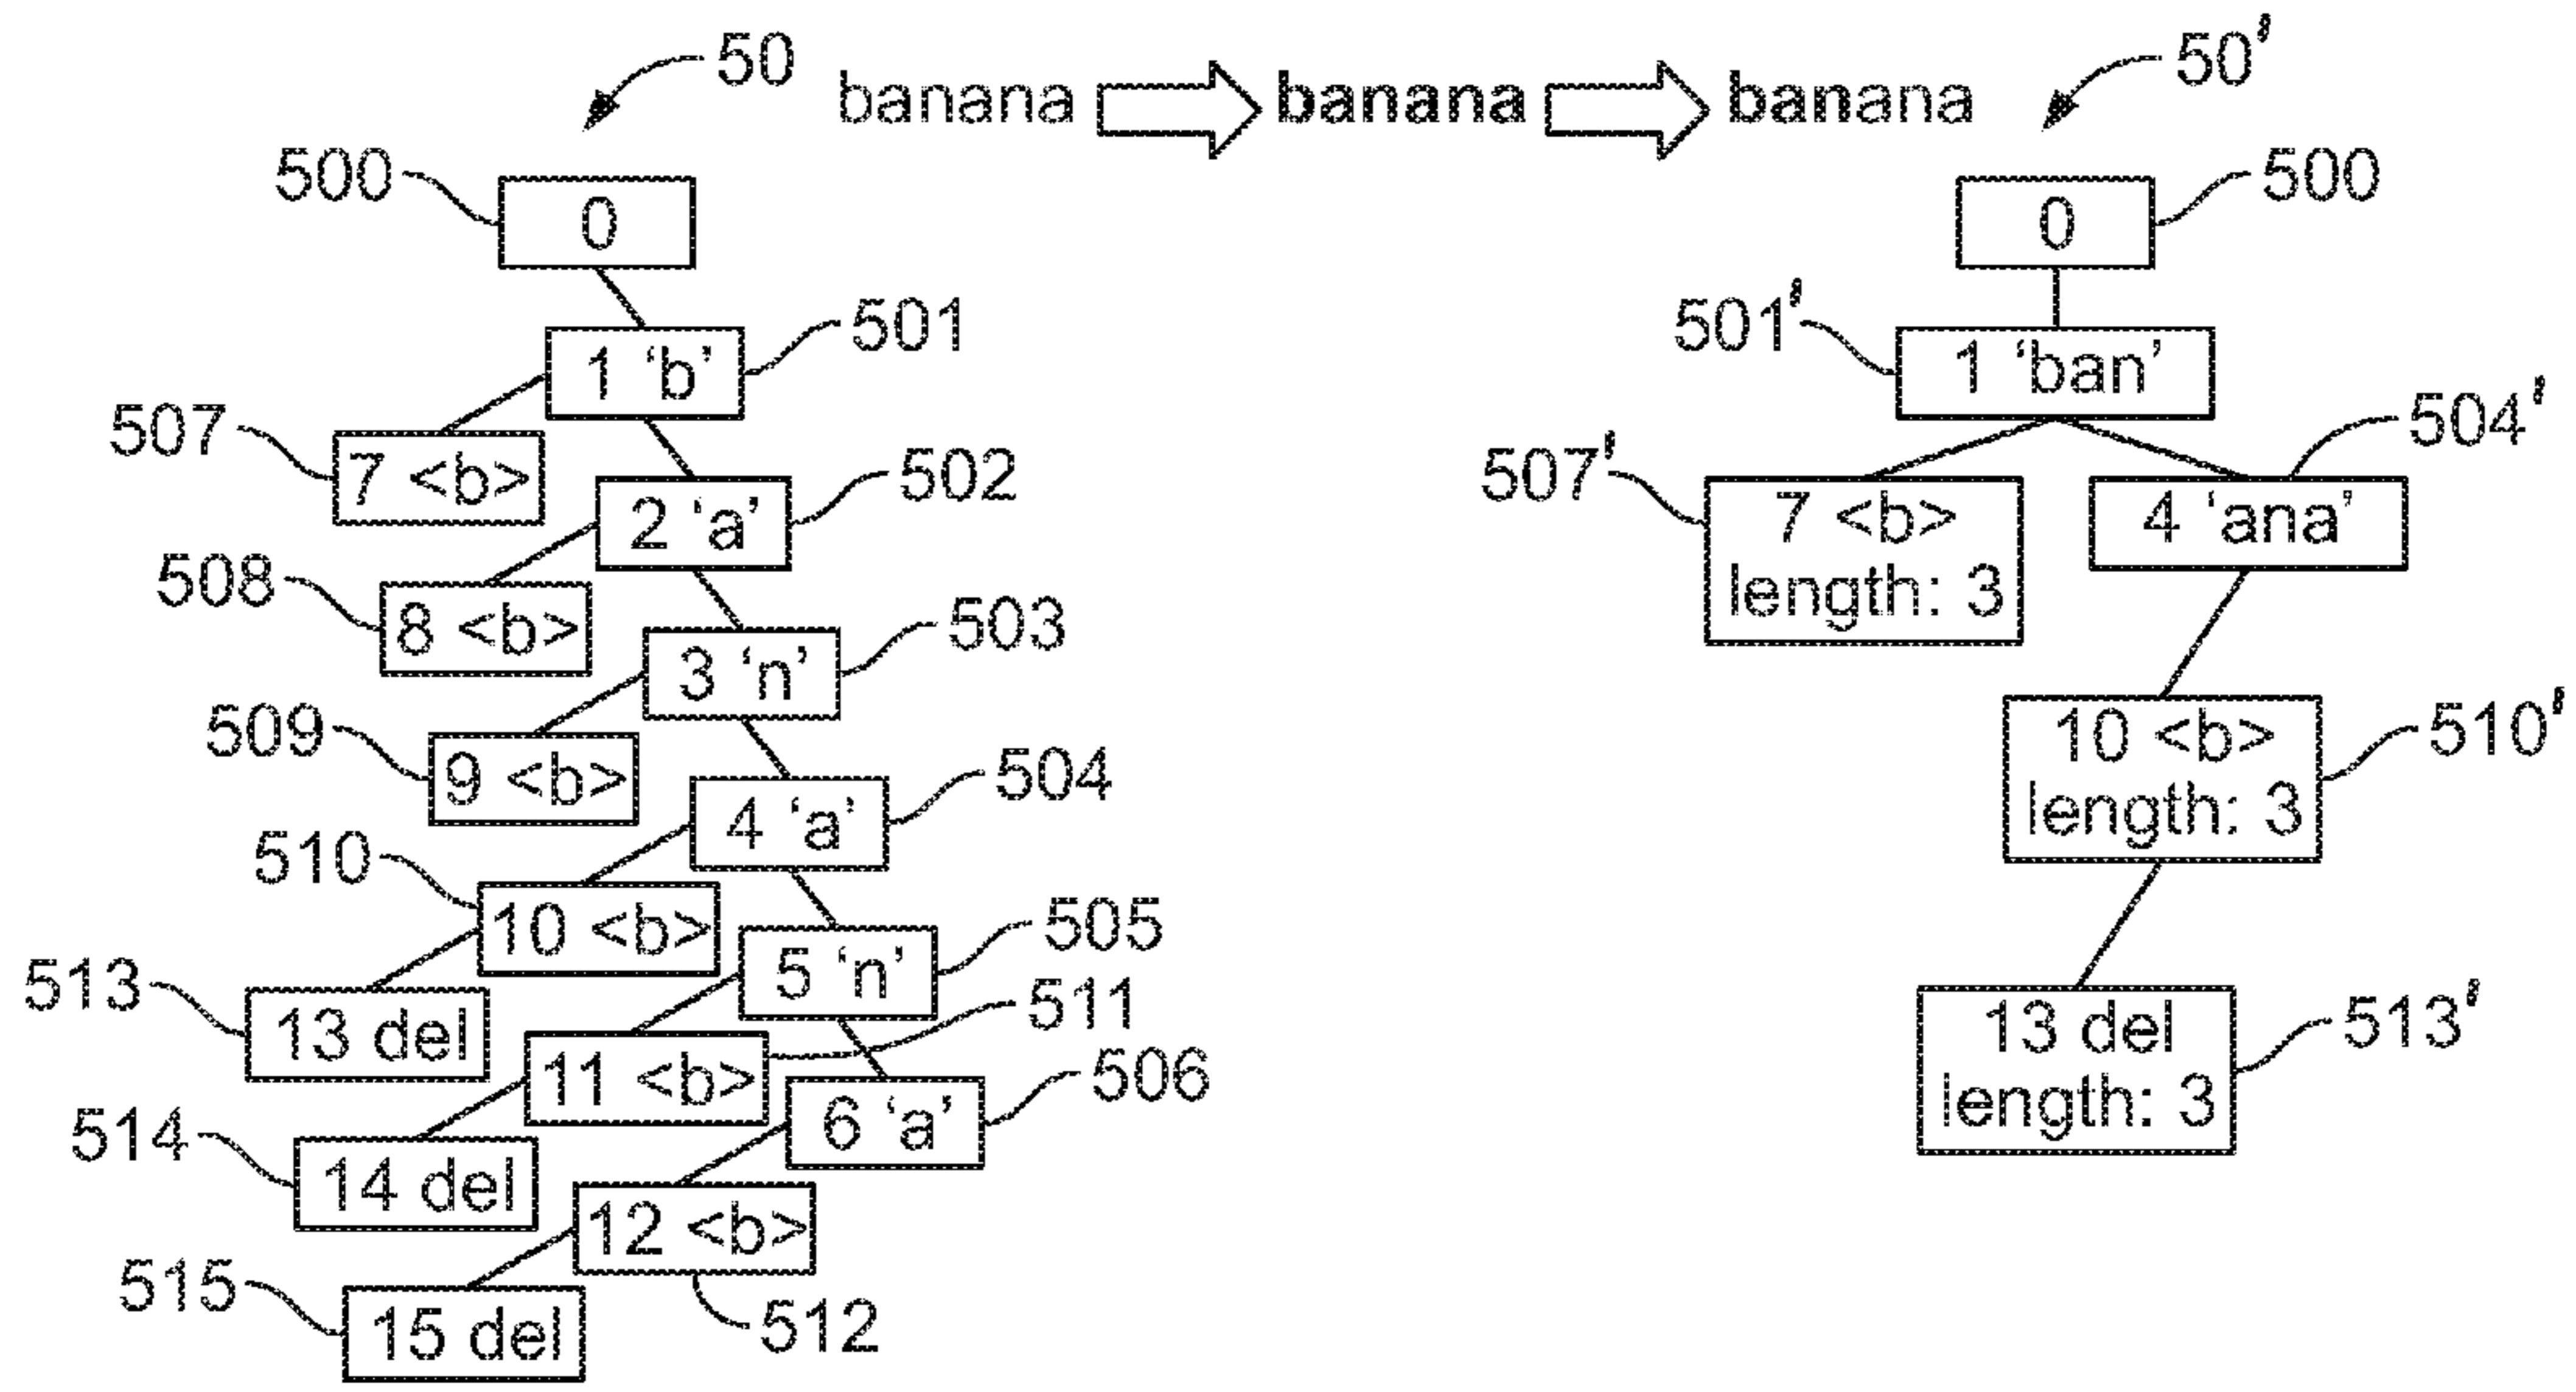 50 banana banana banana 50'
500 0 0 500
1 'b' 501 501' 1 'ban'
507 7 <b> 504'
2 'a' 502 507' 7 <b> 4 'ana'
length: 3
508 8 <b>
3 'n' 503
509 9 <b> 10 <b> 510'
4 'a' 504 length: 3
510 10 <b>
5 'n' 505
513 13 del 511 13 del 513'
11 <b> length: 3
6 'a' 506
514 14 del
12 <b>
515 15 del 512